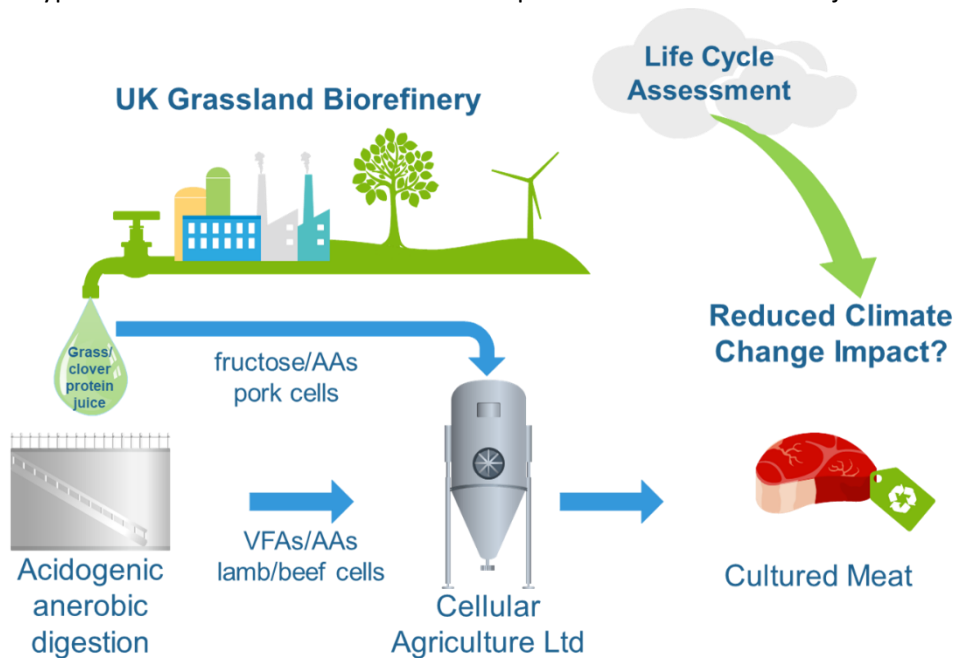 UK Grassland Biorefinery
Life Cycle
Assessment
Grass/
clover
protein
juice
fructose/AAs
pork cells
Reduced Climate
Change Impact?
VFAs/AAs
lamb/beef cells
Acidogenic
anerobic
digestion
Cellular
Agriculture Ltd
Cultured Meat